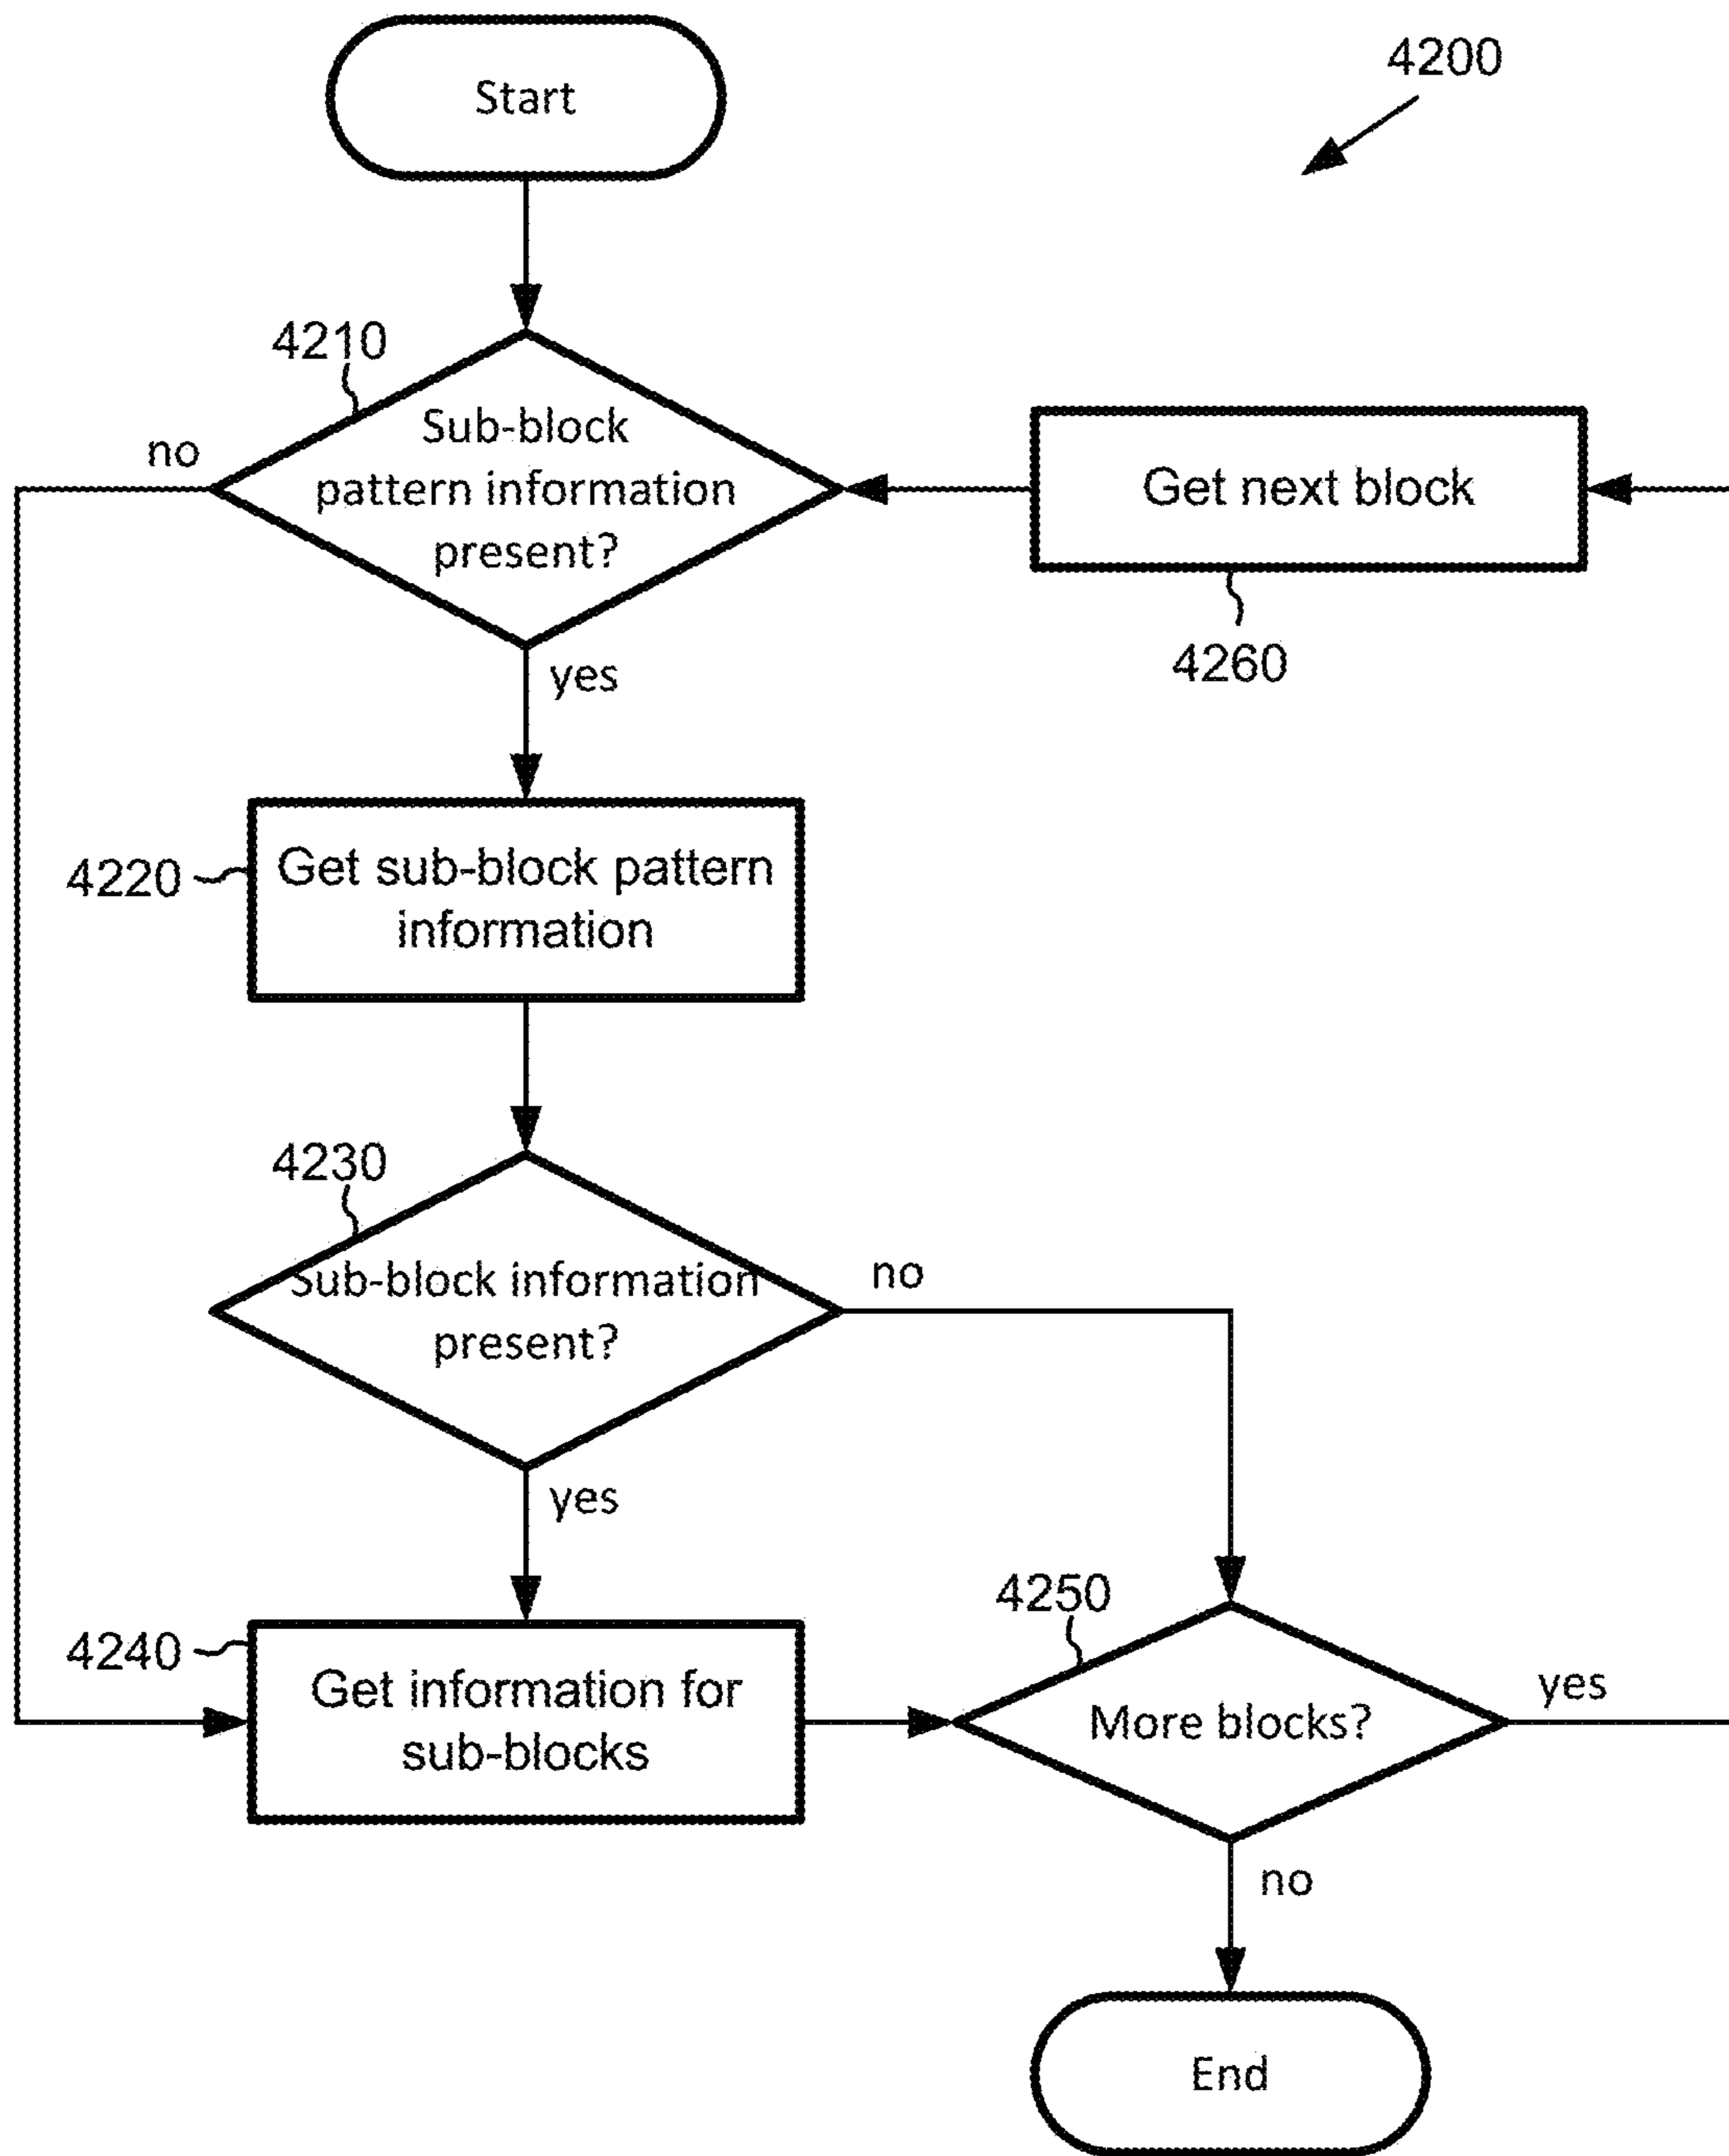 Start
4200
4210
Sub-block
pattern information
present?
no
yes
Get next block
4260
4220
Get sub-block pattern
information
4230
Sub-block information
present?
no
yes
4240
Get information for
sub-blocks
4250
More blocks?
yes
no
End